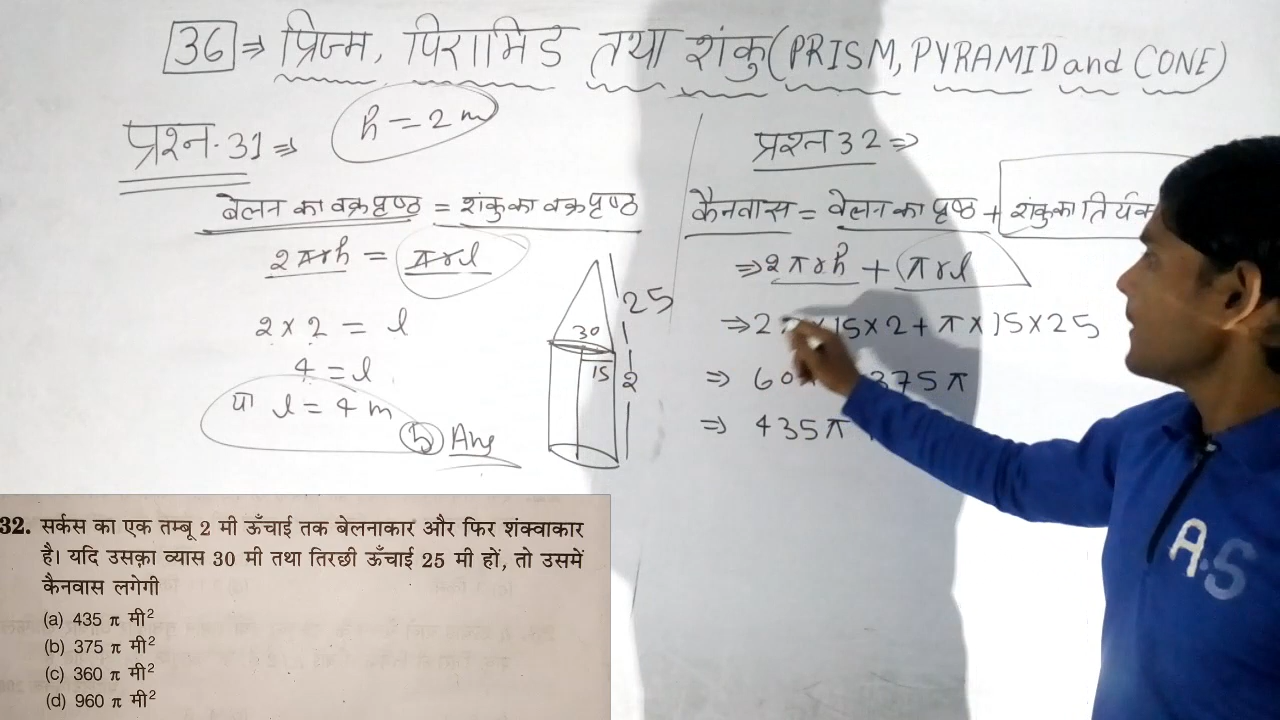 36 ⇒ प्रिज्म, पिरामिड तथा शंकु (PRISM, PYRAMID and CONE)
प्रश्न-31 ⇒
h = 2 m
बेलन का वक्रपृष्ठ = शंकु का वक्रपृष्ठ
2πrh = πrl
2 × 2 = l
4 = l
या l = 4 m
b Ans
25
30
15
2
प्रश्न 32 ⇒
कैनवास = बेलन का पृष्ठ + शंकु का तिर्यक
⇒ 2πrh + πrl
⇒ 2π × 15 × 2 + π × 15 × 25
⇒ 60 375π
⇒ 435π
A.S
32. सर्कस का एक तम्बू 2 मी ऊँचाई तक बेलनाकार और फिर शंक्वाकार
है। यदि उसका व्यास 30 मी तथा तिरछी ऊँचाई 25 मी हों, तो उसमें
कैनवास लगेगी
(a) 435 π मी²
(b) 375 π मी²
(c) 360 π मी²
(d) 960 π मी²